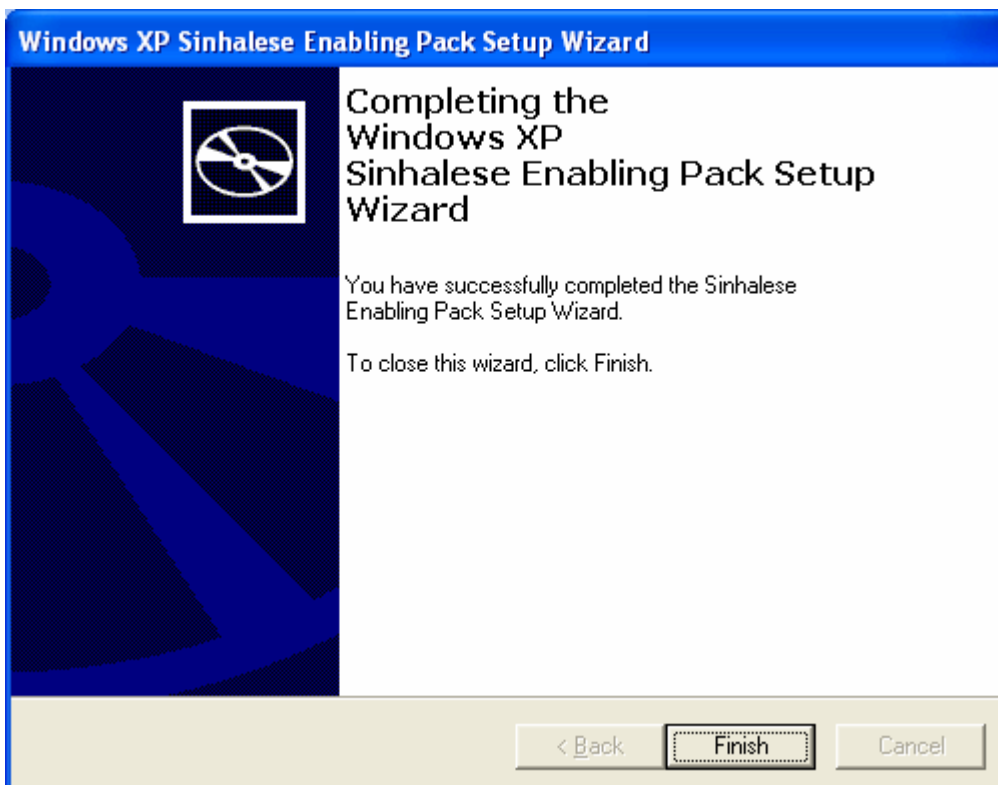 Windows XP Sinhalese Enabling Pack Setup Wizard
Completing the
Windows XP
Sinhalese Enabling Pack Setup
Wizard
You have successfully completed the Sinhalese
Enabling Pack Setup Wizard.
To close this wizard, click Finish.
< Back
Finish
Cancel